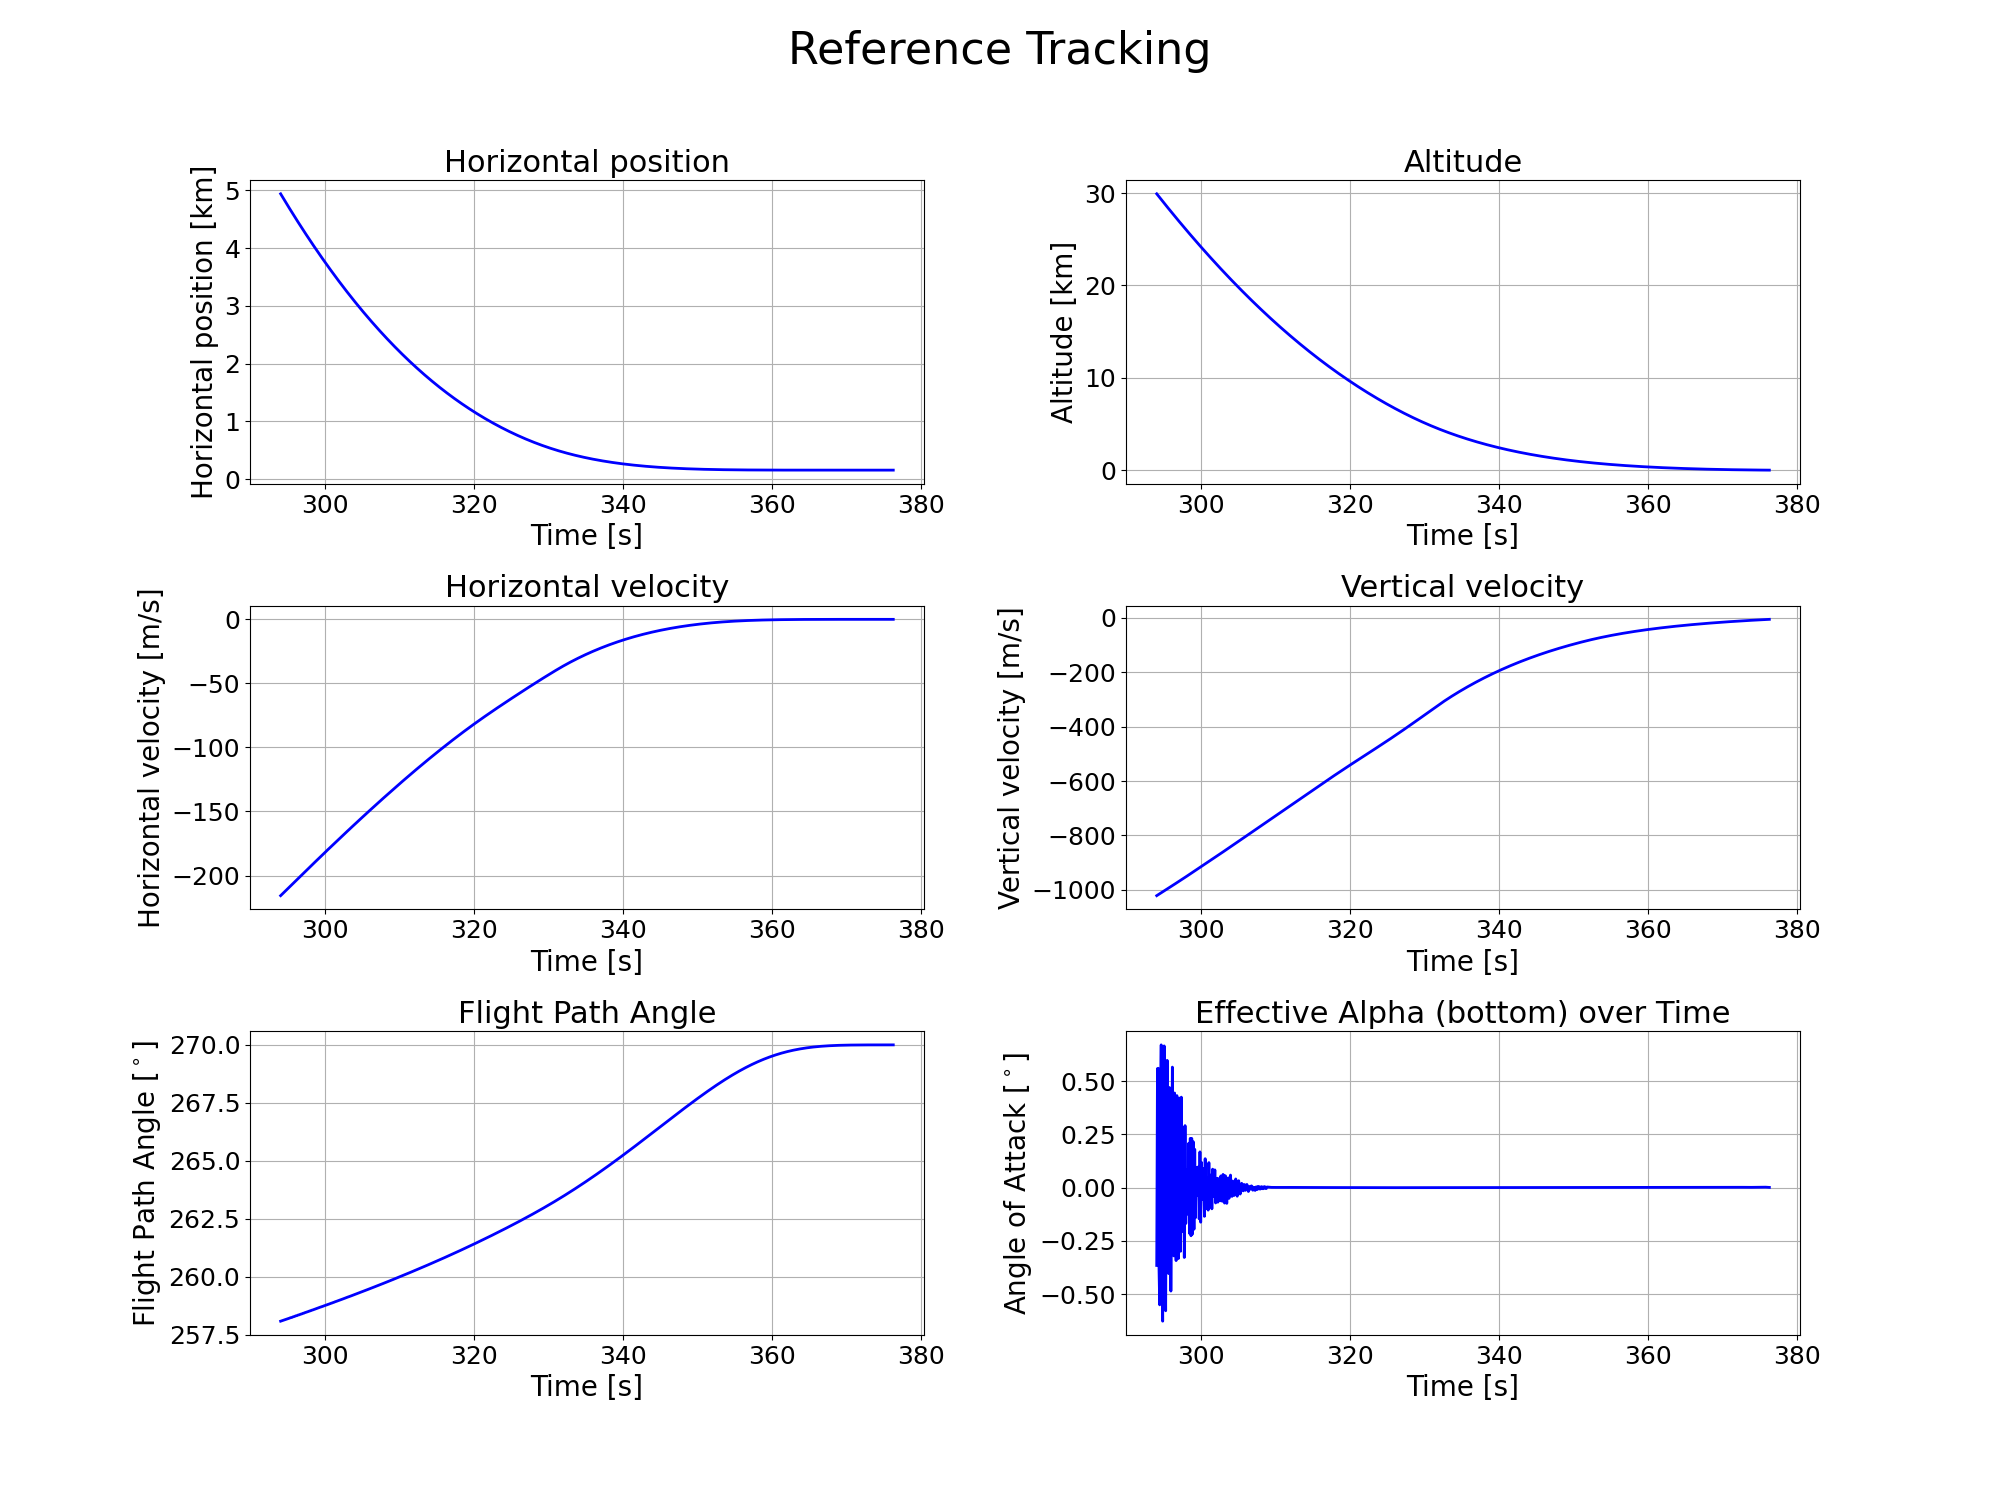 Reference Tracking
Horizontal position
Horizontal position [km]
5
4
3
2
1
0
300 320 340 360 380
Time [s]
Altitude
Altitude [km]
30
20
10
0
300 320 340 360 380
Time [s]
Horizontal velocity
Horizontal velocity [m/s]
0
−50
−100
−150
−200
300 320 340 360 380
Time [s]
Vertical velocity
Vertical velocity [m/s]
0
−200
−400
−600
−800
−1000
300 320 340 360 380
Time [s]
Flight Path Angle
Flight Path Angle [°]
270.0
267.5
265.0
262.5
260.0
257.5
300 320 340 360 380
Time [s]
Effective Alpha (bottom) over Time
Angle of Attack [°]
0.50
0.25
0.00
−0.25
−0.50
300 320 340 360 380
Time [s]